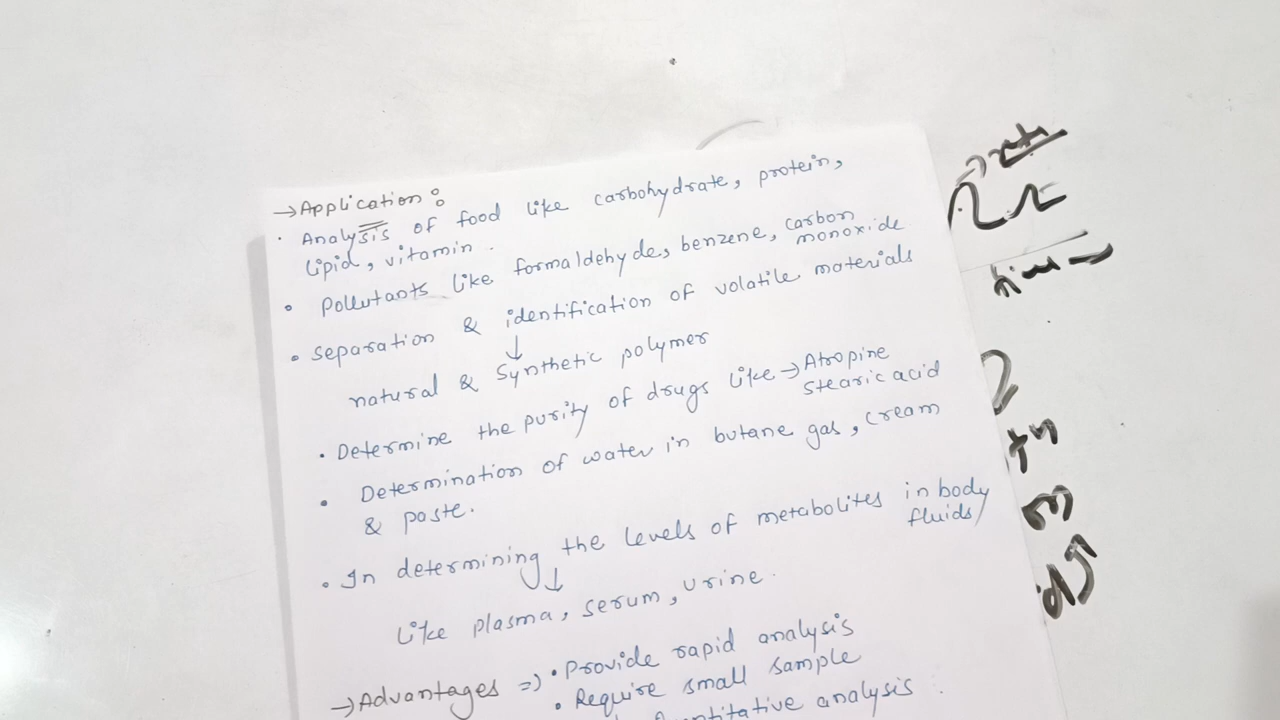 → Application :
• Analysis of food like carbohydrate, protein,
lipid, vitamin.
• Pollutants like formaldehyde, benzene, carbon monoxide
• separation & identification of volatile materials
↓
natural & synthetic polymer
• Determine the purity of drugs like → Atropine
stearic acid
• Determination of water in butane gas, cream
& paste.
• In determining the levels of metabolites in body fluids
↓
like plasma, serum, urine.
→ Advantages => • Provide rapid analysis
• Require small sample
analysis